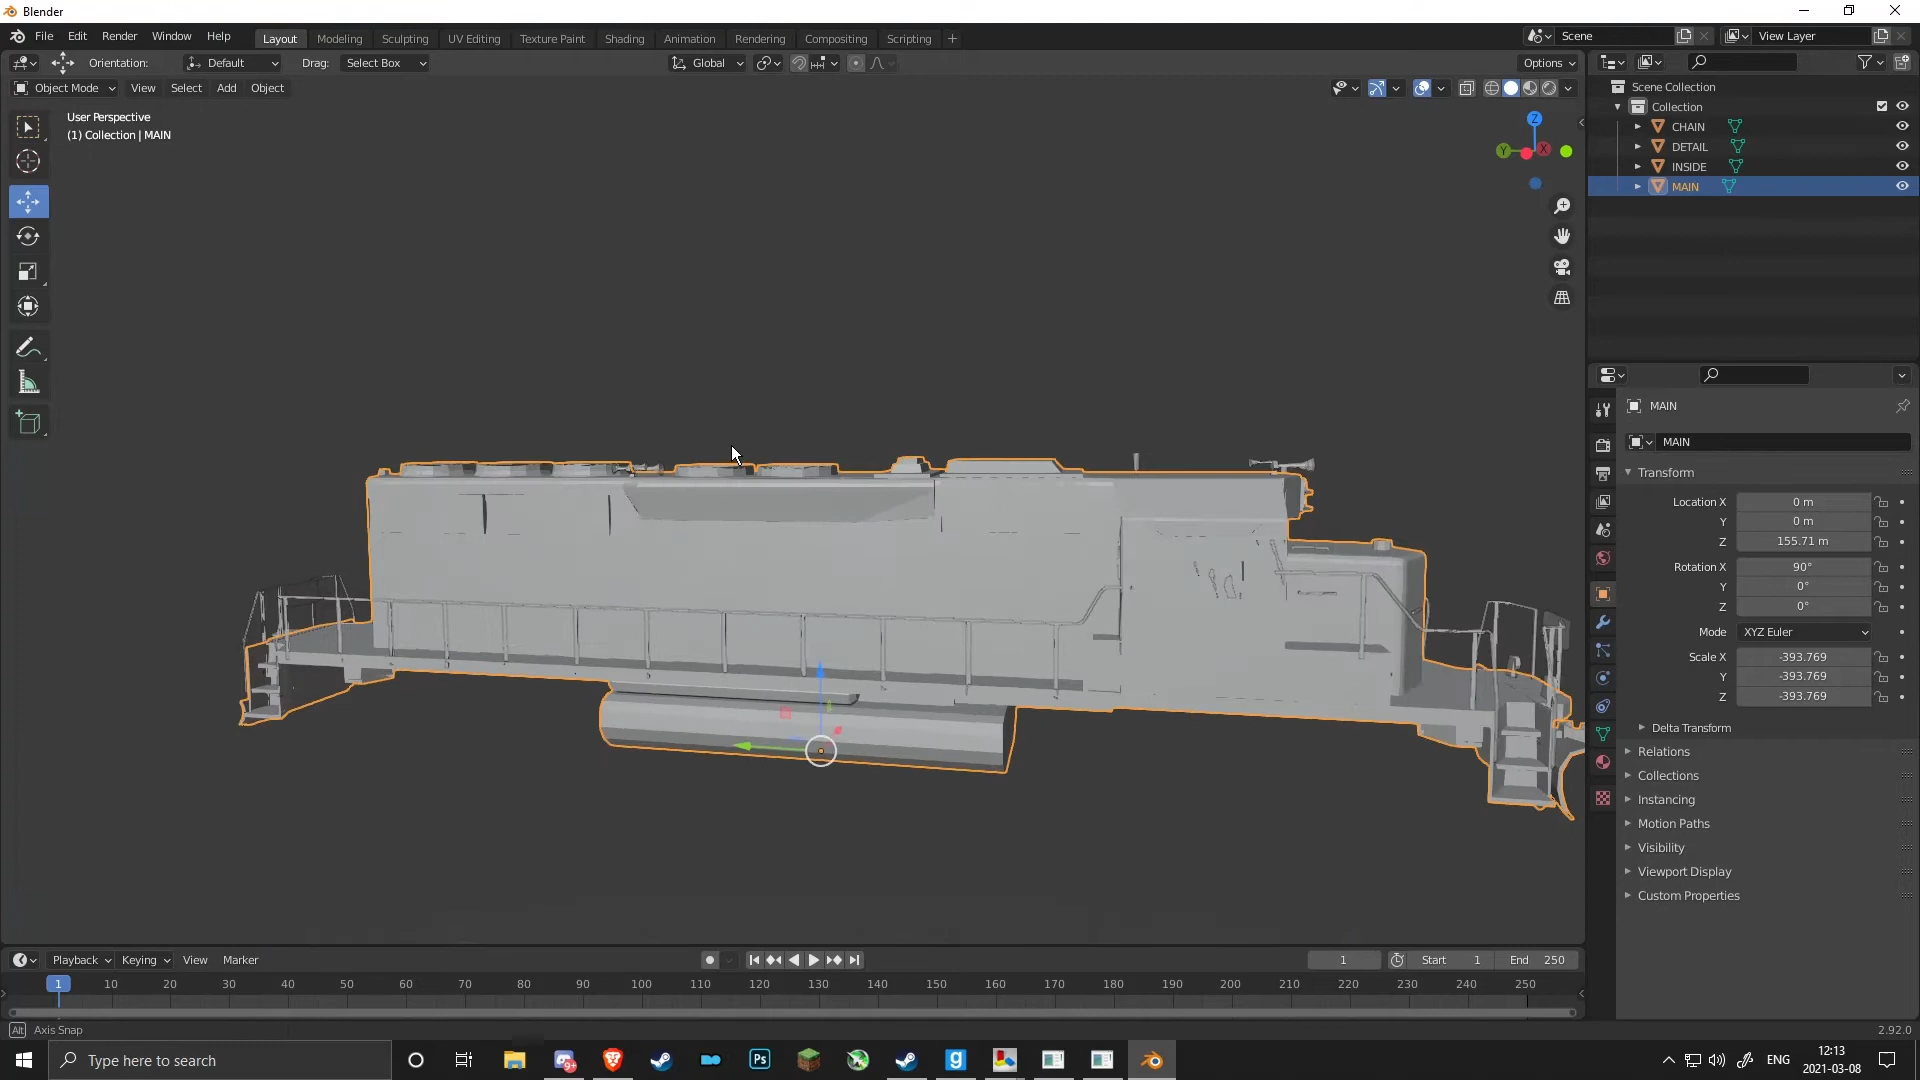 Blender
File Edit Render Window Help Layout Modeling Sculpting UV Editing Texture Paint Shading Animation Rendering Compositing Scripting Scene View Layer
Orientation: Default Drag: Select Box Global Options
Object Mode View Select Add Object
User Perspective
(1) Collection | MAIN
Z
Y X
Scene Collection
Collection
CHAIN
DETAIL
INSIDE
MAIN
MAIN
MAIN
Transform
Location X 0 m
Y 0 m
Z 155.71 m
Rotation X 90°
Y 0°
Z 0°
Mode XYZ Euler
Scale X -393.769
Y -393.769
Z -393.769
Delta Transform
Relations
Collections
Instancing
Motion Paths
Visibility
Viewport Display
Custom Properties
Playback Keying View Marker 1 Start 1 End 250
1 10 20 30 40 50 60 70 80 90 100 110 120 130 140 150 160 170 180 190 200 210 220 230 240 250
Alt Axis Snap 2.92.0
Type here to search 9+ Ps g ENG 12:13
2021-03-08